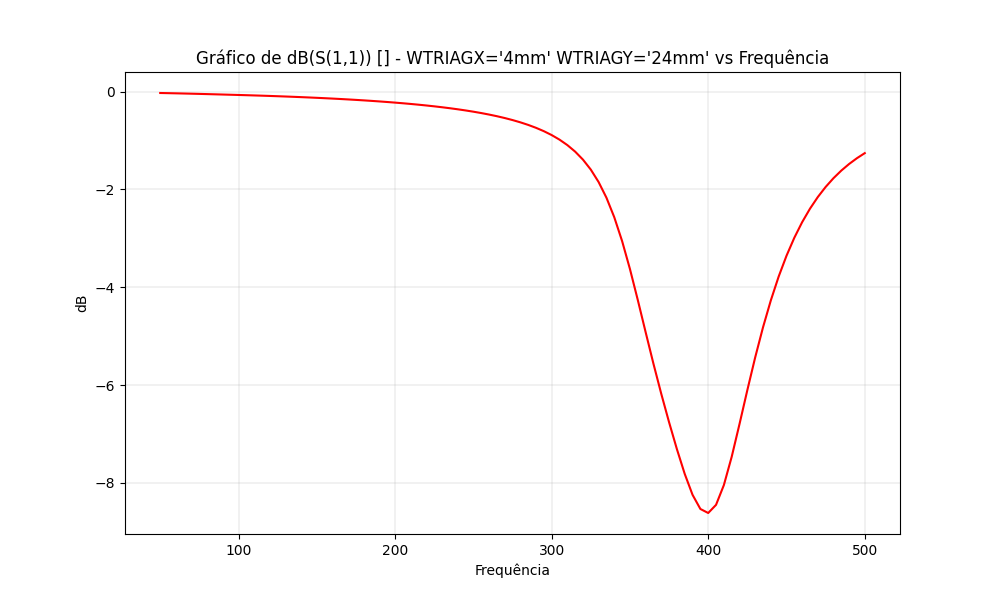 Gráfico de dB(S(1,1)) [] - WTRIAGX='4mm' WTRIAGY='24mm' vs Frequência
0
−2
−4
−6
−8
dB
100 200 300 400 500
Frequência